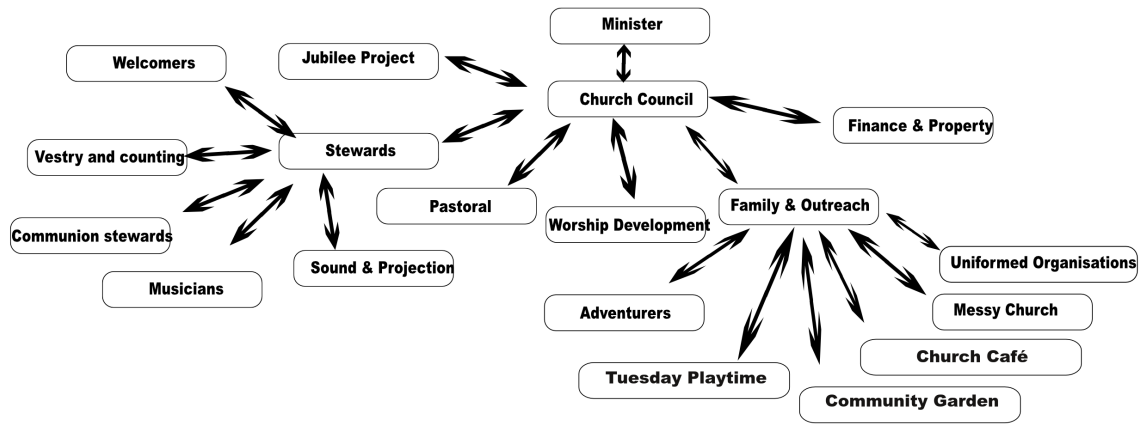 Minister
Jubilee Project
Welcomers
Church Council
Finance & Property
Stewards
Vestry and counting
Pastoral
Family & Outreach
Worship Development
Communion stewards
Sound & Projection
Uniformed Organisations
Musicians
Adventurers
Messy Church
Church Café
Tuesday Playtime
Community Garden